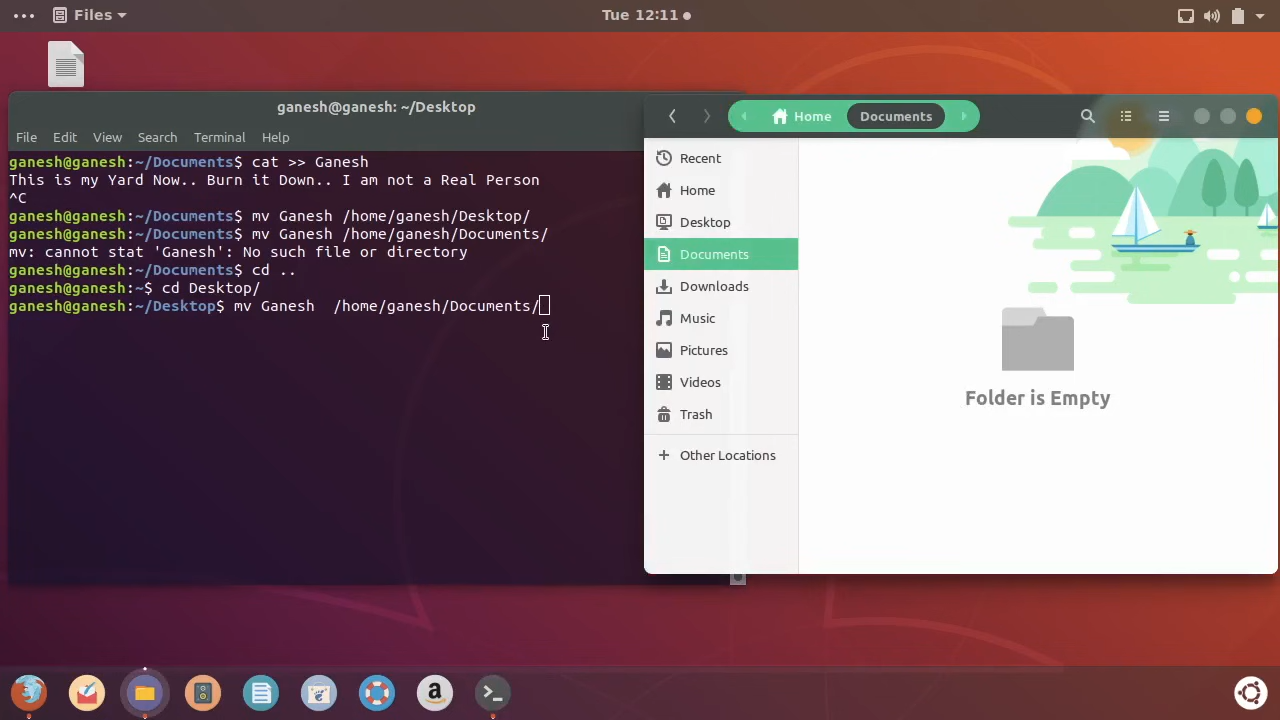 Files
Tue 12:11
ganesh@ganesh: ~/Desktop
File Edit View Search Terminal Help
ganesh@ganesh:~/Documents$ cat >> Ganesh
This is my Yard Now.. Burn it Down.. I am not a Real Person
^C
ganesh@ganesh:~/Documents$ mv Ganesh /home/ganesh/Desktop/
ganesh@ganesh:~/Documents$ mv Ganesh /home/ganesh/Documents/
mv: cannot stat 'Ganesh': No such file or directory
ganesh@ganesh:~/Documents$ cd ..
ganesh@ganesh:~$ cd Desktop/
ganesh@ganesh:~/Desktop$ mv Ganesh  /home/ganesh/Documents/
Home Documents
Recent
Home
Desktop
Documents
Downloads
Music
Pictures
Videos
Trash
+ Other Locations
Folder is Empty
a
>_